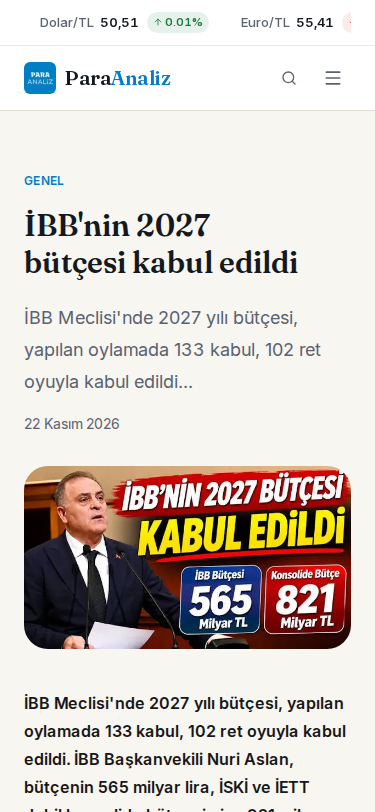 Dolar/TL 50,51 ↑ 0.01% Euro/TL 55,41
PARA
ANALİZ
ParaAnaliz
GENEL
İBB'nin 2027
bütçesi kabul edildi
İBB Meclisi'nde 2027 yılı bütçesi,
yapılan oylamada 133 kabul, 102 ret
oyuyla kabul edildi...
22 Kasım 2026
İBB'NİN 2027 BÜTÇESİ
KABUL EDİLDİ
İBB Bütçesi
565
Milyar TL
Konsolide Bütçe
821
Milyar TL
İBB Meclisi'nde 2027 yılı bütçesi, yapılan
oylamada 133 kabul, 102 ret oyuyla kabul
edildi. İBB Başkanvekili Nuri Aslan,
bütçenin 565 milyar lira, İSKİ ve İETT